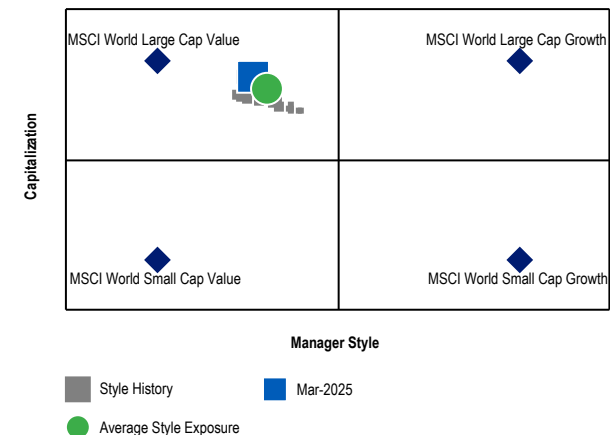 MSCI World Large Cap Value
MSCI World Large Cap Growth
Capitalization
MSCI World Small Cap Value
MSCI World Small Cap Growth
Manager Style
Style History
Mar-2025
Average Style Exposure